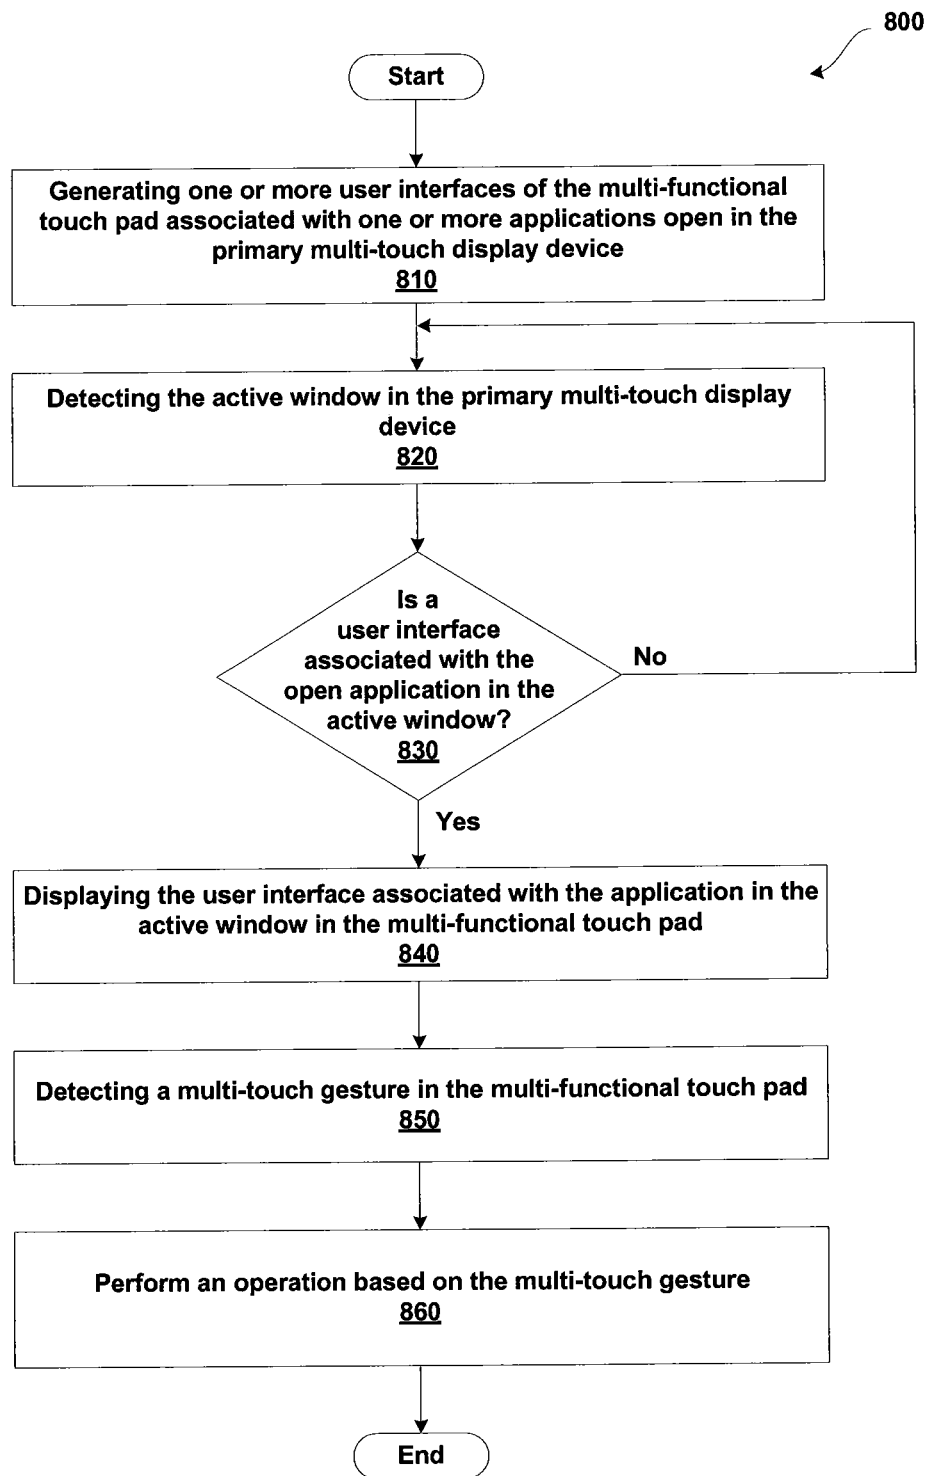 800
Start
Generating one or more user interfaces of the multi-functional
touch pad associated with one or more applications open in the
primary multi-touch display device
810
Detecting the active window in the primary multi-touch display
device
820
Is a
user interface
associated with the
open application in the
active window?
830
No
Yes
Displaying the user interface associated with the application in the
active window in the multi-functional touch pad
840
Detecting a multi-touch gesture in the multi-functional touch pad
850
Perform an operation based on the multi-touch gesture
860
End